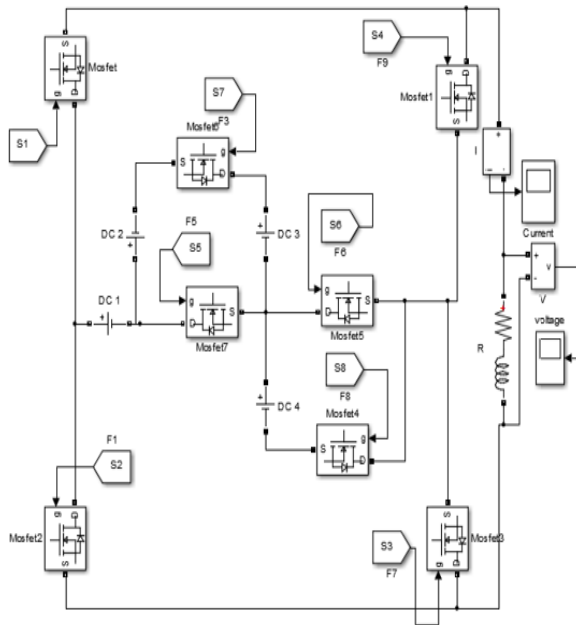 S
Mosfet
g
D
S1
S7
Mosfet6
F3
g
S
D
S4
F9
g
D
Mosfet1
S
+
-
I
Current
DC 2
+
DC 3
+
F5
S5
S6
F6
+
-
v
V
voltage
DC 1
+
g
D
S
Mosfet7
g
D
S
Mosfet5
R
DC 4
+
S8
F8
Mosfet4
g
S
D
F1
S2
g
D
Mosfet2
S
S3
F7
S
Mosfet3
g
D